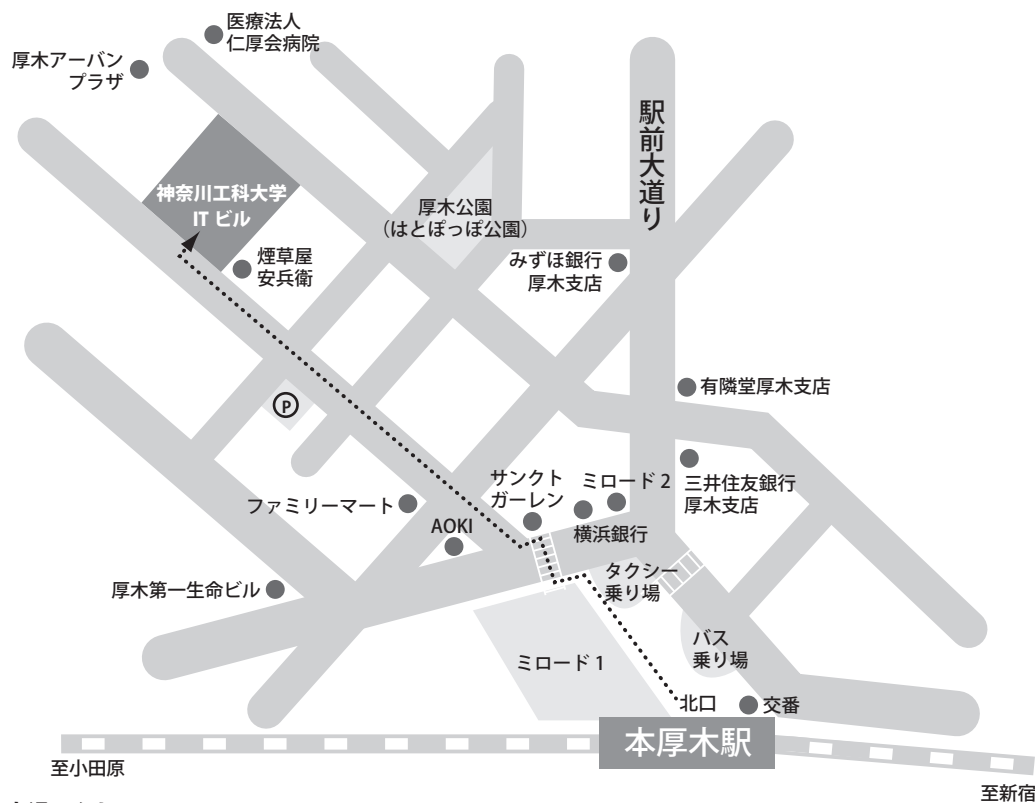 医療法人
仁厚会病院
厚木アーバン
プラザ
駅前大道り
神奈川工科大学
IT ビル
厚木公園
（はとぽっぽ公園）
煙草屋
安兵衛
みずほ銀行
厚木支店
P
有隣堂厚木支店
サンクト
ガーレン
ミロード 2
三井住友銀行
厚木支店
ファミリーマート
AOKI
横浜銀行
タクシー
乗り場
厚木第一生命ビル
バス
乗り場
ミロード 1
北口
交番
本厚木駅
至小田原
至新宿